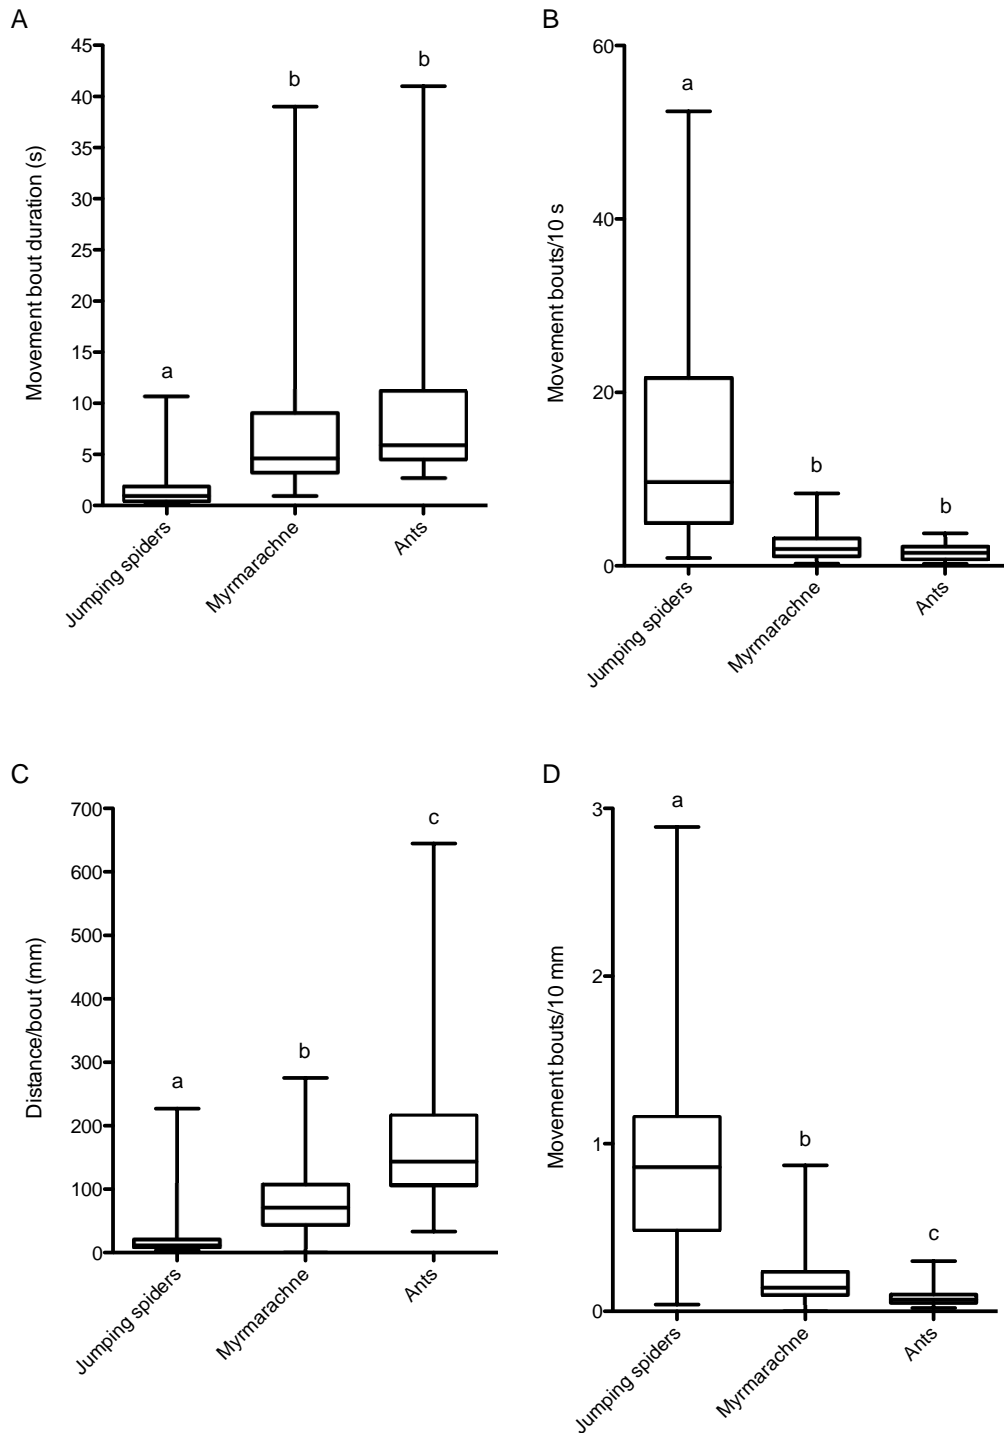 A
Movement bout duration (s)
45
40
35
30
25
20
15
10
5
0
a
b
b
Jumping spiders
Myrmarachne
Ants
B
Movement bouts/10 s
60
40
20
0
a
b
b
Jumping spiders
Myrmarachne
Ants
C
Distance/bout (mm)
700
600
500
400
300
200
100
0
a
b
c
Jumping spiders
Myrmarachne
Ants
D
Movement bouts/10 mm
3
2
1
0
a
b
c
Jumping spiders
Myrmarachne
Ants